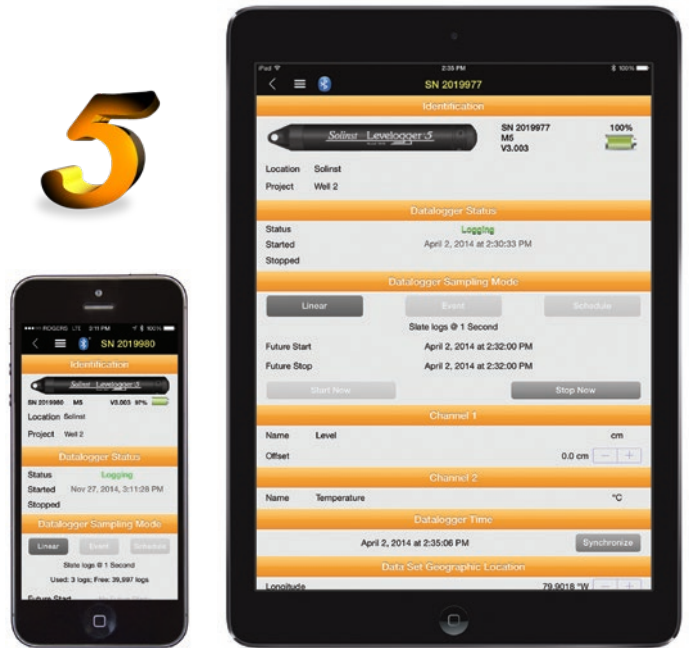 5
iPad
2:35 PM
100%
SN 2019977
Identification
Solinst Levelogger 5
SN 2019977
M5
V3.003
100%
Location Solinst
Project Well 2
Datalogger Status
Status Logging
Started April 2, 2014 at 2:30:33 PM
Stopped
Datalogger Sampling Mode
Linear Event Schedule
Slate logs @ 1 Second
Future Start April 2, 2014 at 2:32:00 PM
Future Stop April 2, 2014 at 2:32:00 PM
Start Now Stop Now
Channel 1
Name Level cm
Offset 0.0 cm - +
Channel 2
Name Temperature °C
Datalogger Time
April 2, 2014 at 2:35:06 PM Synchronize
Data Set Geographic Location
Longitude 79.9018 °W - +
ROGERS LTE 3:11 PM 100%
SN 2019980
Identification
Solinst Levelogger 5
SN 2019980 M5 V3.003 97%
Location Solinst
Project Well 2
Datalogger Status
Status Logging
Started Nov 27, 2014, 3:11:28 PM
Stopped
Datalogger Sampling Mode
Linear Event Schedule
Slate logs @ 1 Second
Used: 3 logs; Free: 39,997 logs
Future Start